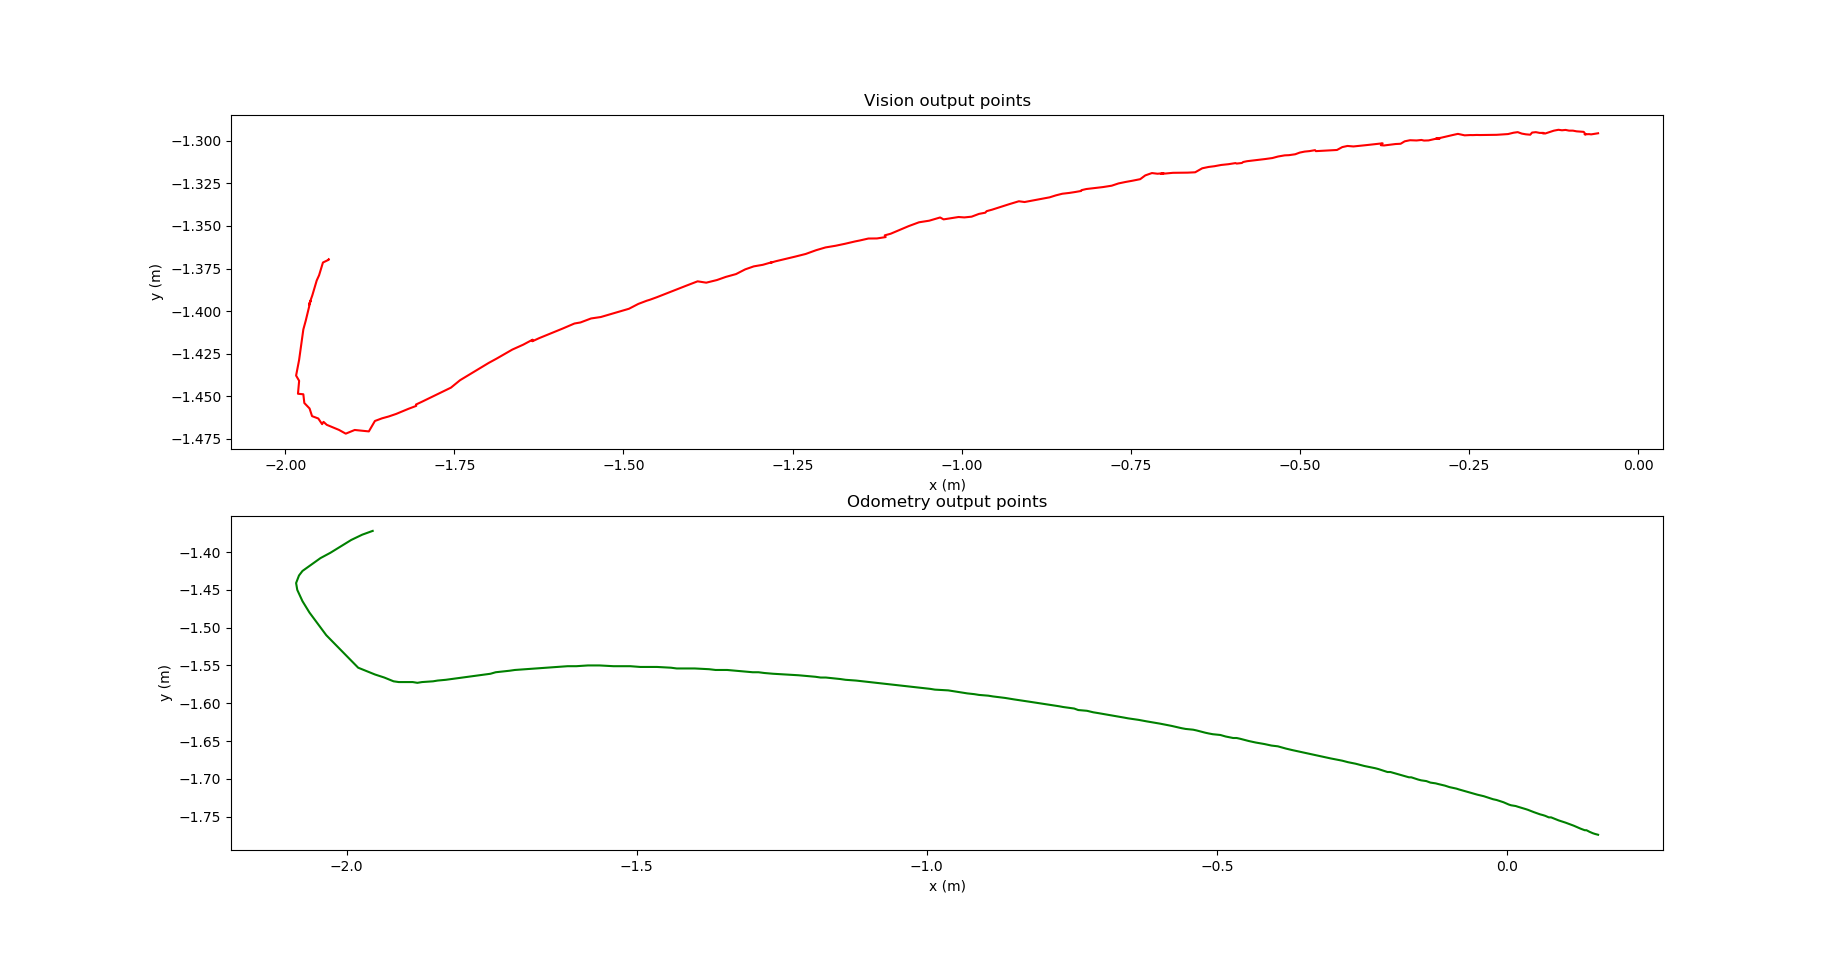 Vision output points
−1.300
−1.325
−1.350
−1.375
−1.400
−1.425
−1.450
−1.475
y (m)
−2.00 −1.75 −1.50 −1.25 −1.00 −0.75 −0.50 −0.25 0.00
x (m)
Odometry output points
−1.40
−1.45
−1.50
−1.55
−1.60
−1.65
−1.70
−1.75
y (m)
−2.0 −1.5 −1.0 −0.5 0.0
x (m)